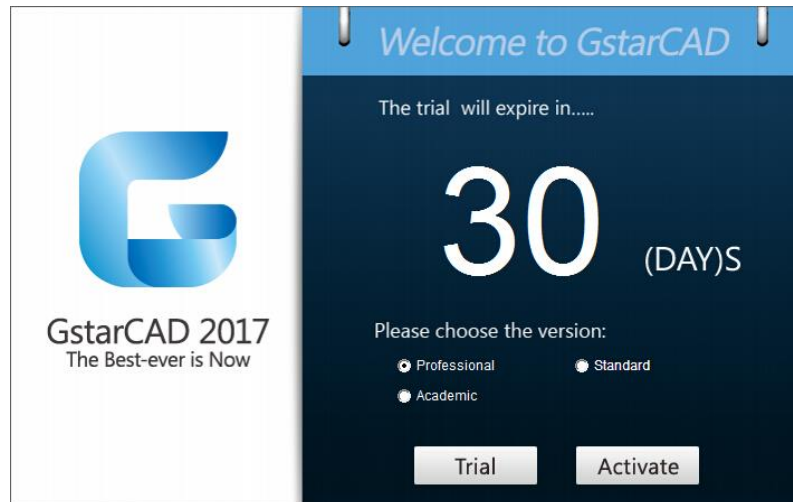 Welcome to GstarCAD
The trial will expire in.....
30
(DAY)S
GstarCAD 2017
The Best-ever is Now
Please choose the version:
Professional
Standard
Academic
Trial
Activate